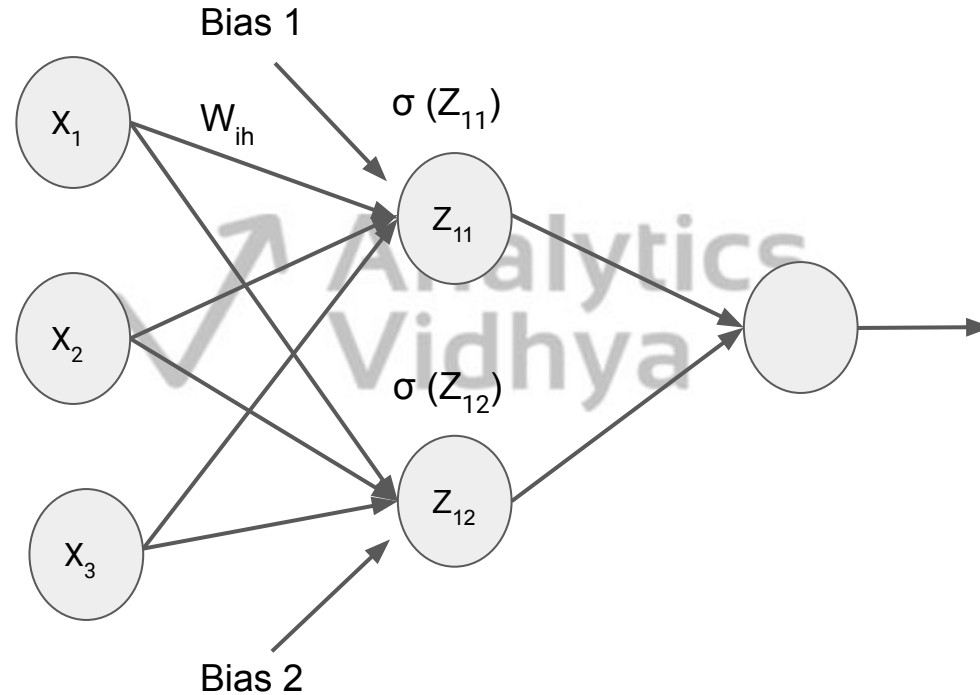 Bias 1
σ (Z₁₁)
Wᵢₕ
X₁
Z₁₁
Analytics
Vidhya
X₂
σ (Z₁₂)
Z₁₂
X₃
Bias 2